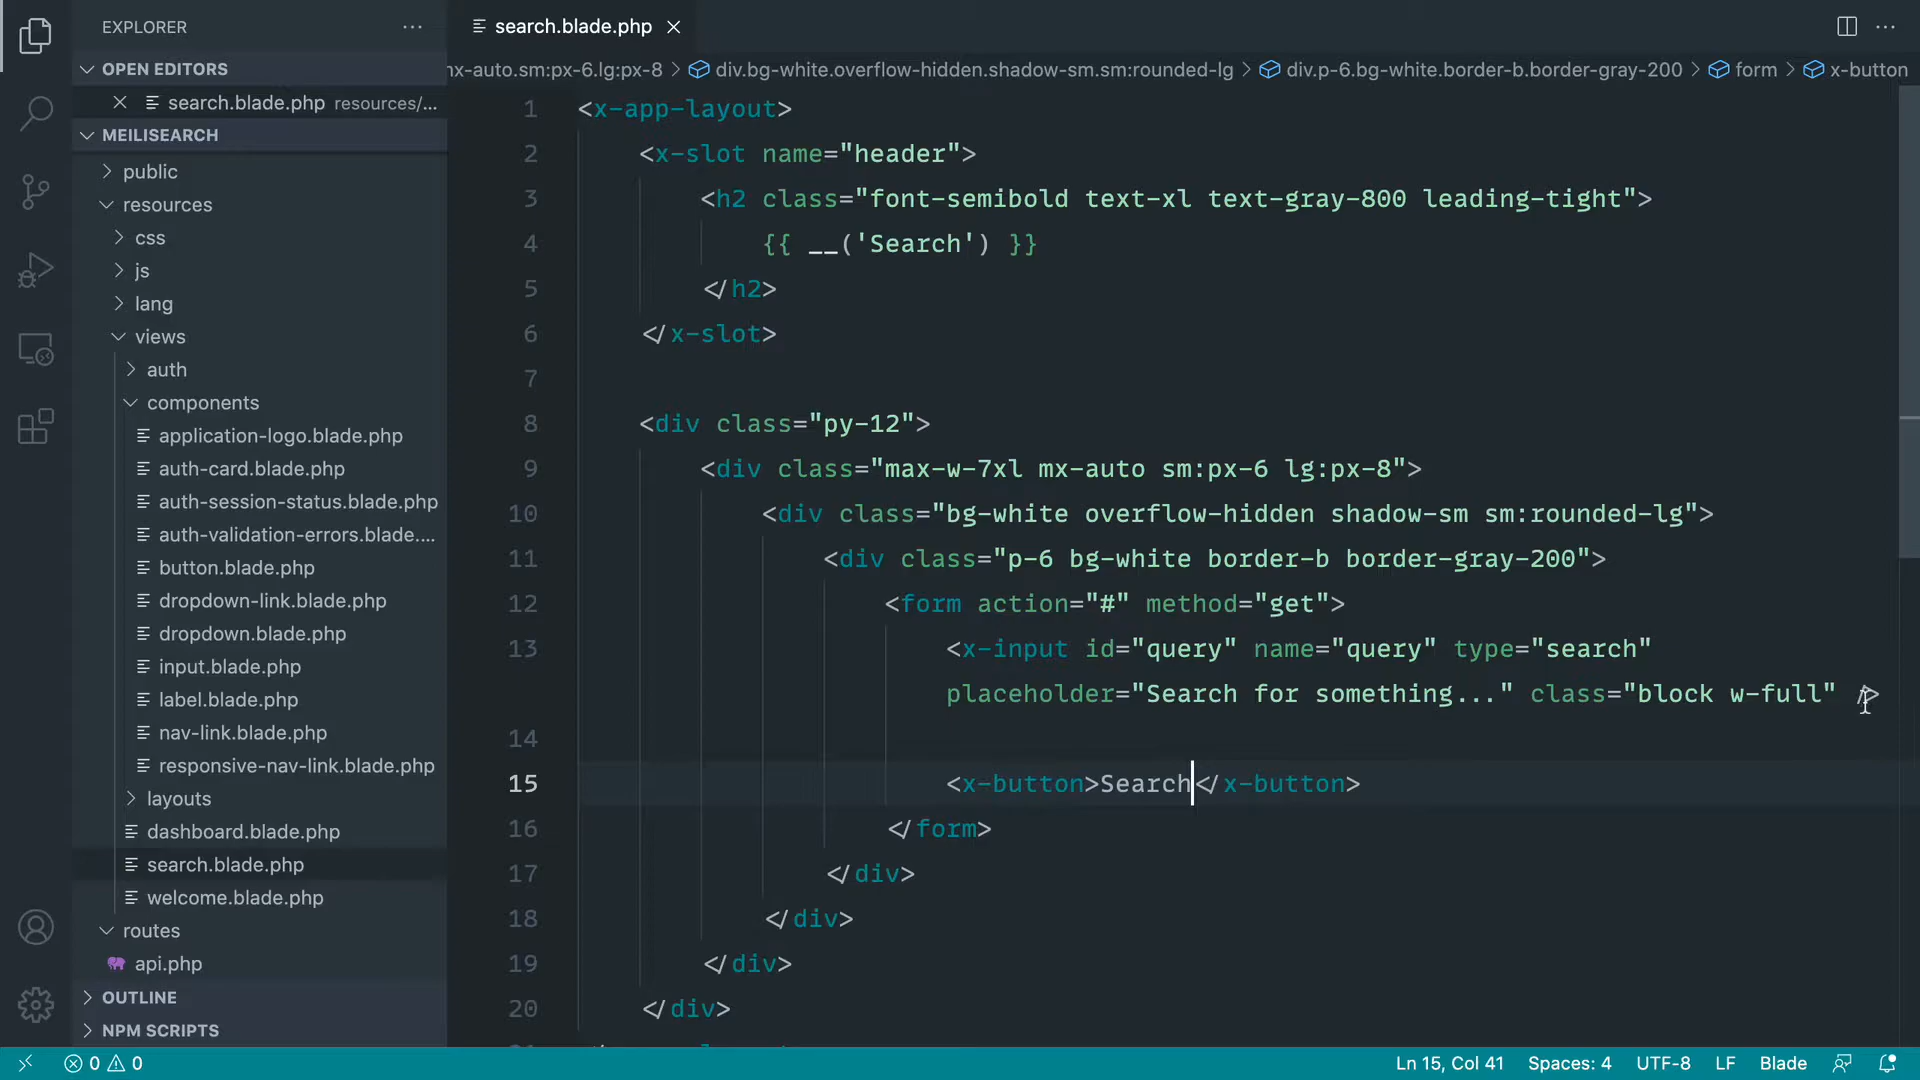 EXPLORER
search.blade.php
OPEN EDITORS
search.blade.php resources/...
MEILISEARCH
public
resources
css
js
lang
views
auth
components
application-logo.blade.php
auth-card.blade.php
auth-session-status.blade.php
auth-validation-errors.blade....
button.blade.php
dropdown-link.blade.php
dropdown.blade.php
input.blade.php
label.blade.php
nav-link.blade.php
responsive-nav-link.blade.php
layouts
dashboard.blade.php
search.blade.php
welcome.blade.php
routes
api.php
OUTLINE
NPM SCRIPTS
nx-auto.sm:px-6.lg:px-8 > div.bg-white.overflow-hidden.shadow-sm.sm:rounded-lg > div.p-6.bg-white.border-b.border-gray-200 > form > x-button
1 <x-app-layout>
2 <x-slot name="header">
3 <h2 class="font-semibold text-xl text-gray-800 leading-tight">
4 {{ __('Search') }}
5 </h2>
6 </x-slot>
7
8 <div class="py-12">
9 <div class="max-w-7xl mx-auto sm:px-6 lg:px-8">
10 <div class="bg-white overflow-hidden shadow-sm sm:rounded-lg">
11 <div class="p-6 bg-white border-b border-gray-200">
12 <form action="#" method="get">
13 <x-input id="query" name="query" type="search"
placeholder="Search for something..." class="block w-full" />
14
15 <x-button>Search</x-button>
16 </form>
17 </div>
18 </div>
19 </div>
20 </div>
0 0 Ln 15, Col 41 Spaces: 4 UTF-8 LF Blade